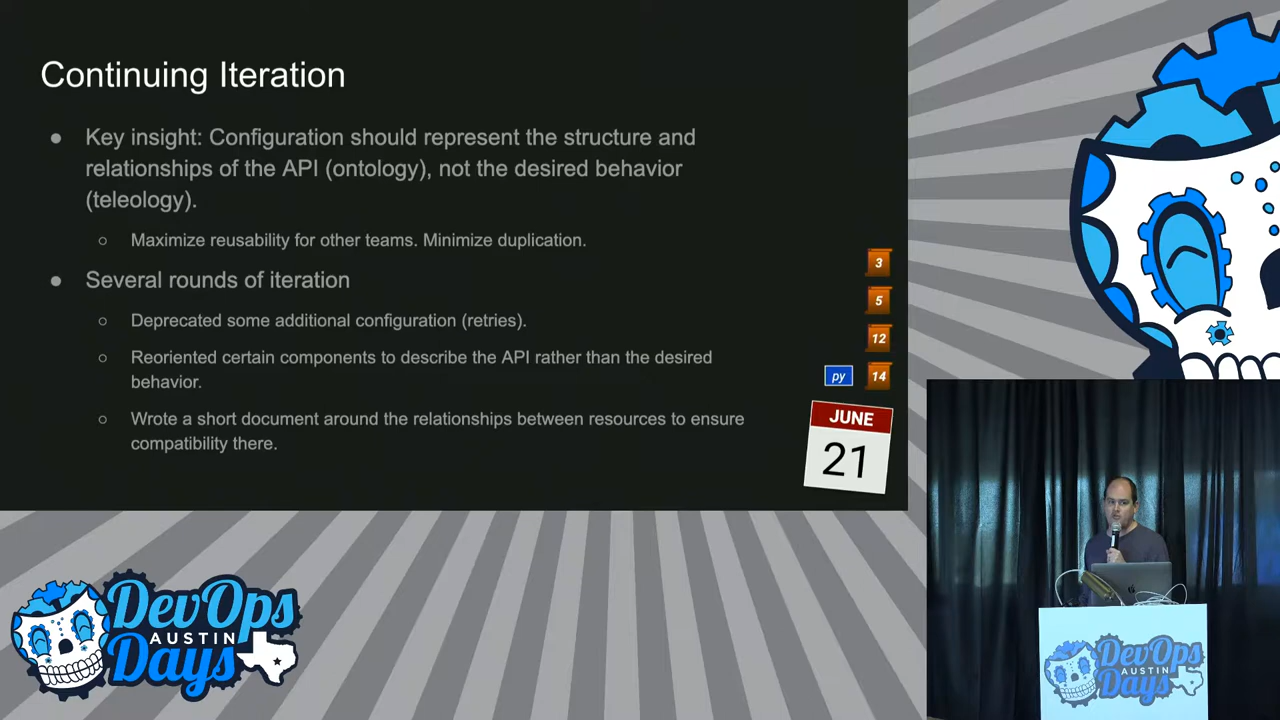 Continuing Iteration
● Key insight: Configuration should represent the structure and
relationships of the API (ontology), not the desired behavior
(teleology).
○ Maximize reusability for other teams. Minimize duplication.
● Several rounds of iteration
○ Deprecated some additional configuration (retries).
○ Reoriented certain components to describe the API rather than the desired
behavior.
○ Wrote a short document around the relationships between resources to ensure
compatibility there.
3
5
12
py 14
JUNE
21
DevOps
AUSTIN
Days
DevOps
AUSTIN
Days